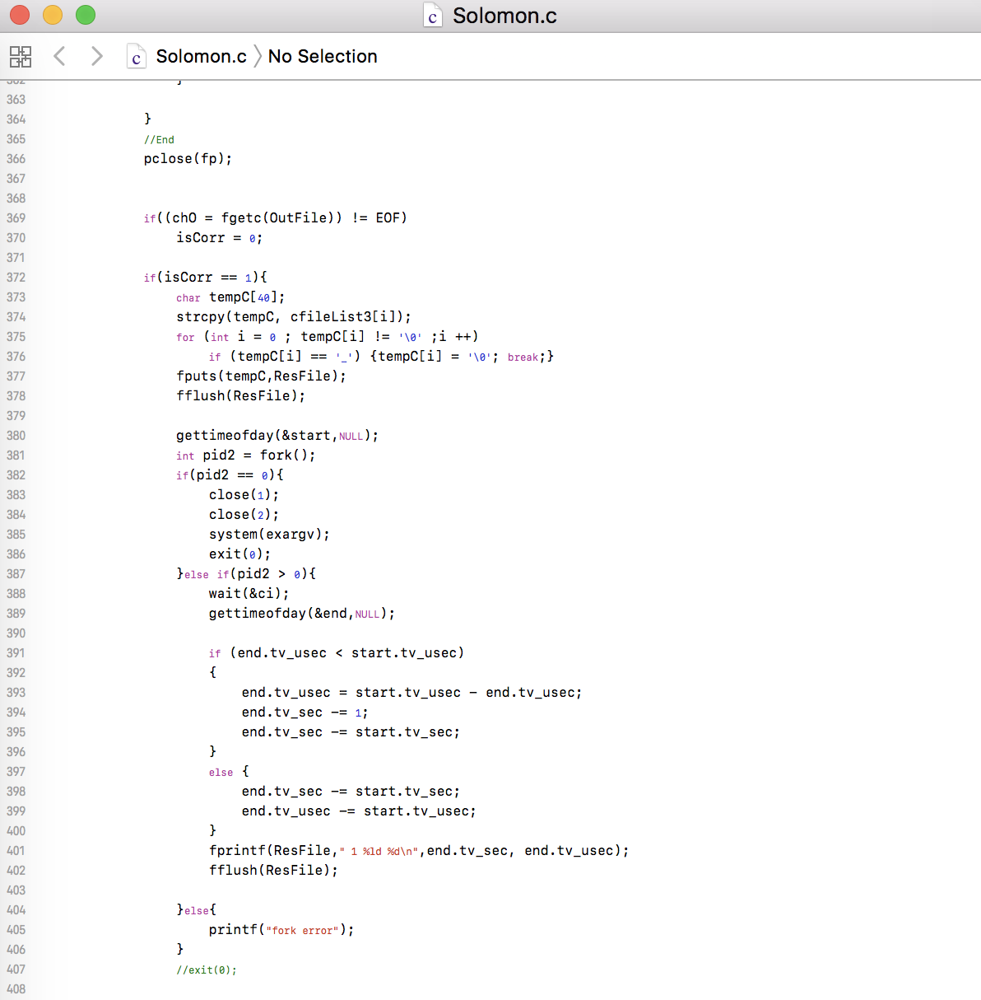 Solomon.c
Solomon.c 〉 No Selection
362 }
363
364 }
365 //End
366 pclose(fp);
367
368
369 if((chO = fgetc(OutFile)) != EOF)
370 isCorr = 0;
371
372 if(isCorr == 1){
373 char tempC[40];
374 strcpy(tempC, cfileList3[i]);
375 for (int i = 0 ; tempC[i] != '\0' ;i ++)
376 if (tempC[i] == '_') {tempC[i] = '\0'; break;}
377 fputs(tempC,ResFile);
378 fflush(ResFile);
379
380 gettimeofday(&start,NULL);
381 int pid2 = fork();
382 if(pid2 == 0){
383 close(1);
384 close(2);
385 system(exargv);
386 exit(0);
387 }else if(pid2 > 0){
388 wait(&ci);
389 gettimeofday(&end,NULL);
390
391 if (end.tv_usec < start.tv_usec)
392 {
393 end.tv_usec = start.tv_usec - end.tv_usec;
394 end.tv_sec -= 1;
395 end.tv_sec -= start.tv_sec;
396 }
397 else {
398 end.tv_sec -= start.tv_sec;
399 end.tv_usec -= start.tv_usec;
400 }
401 fprintf(ResFile," 1 %ld %d\n",end.tv_sec, end.tv_usec);
402 fflush(ResFile);
403
404 }else{
405 printf("fork error");
406 }
407 //exit(0);
408